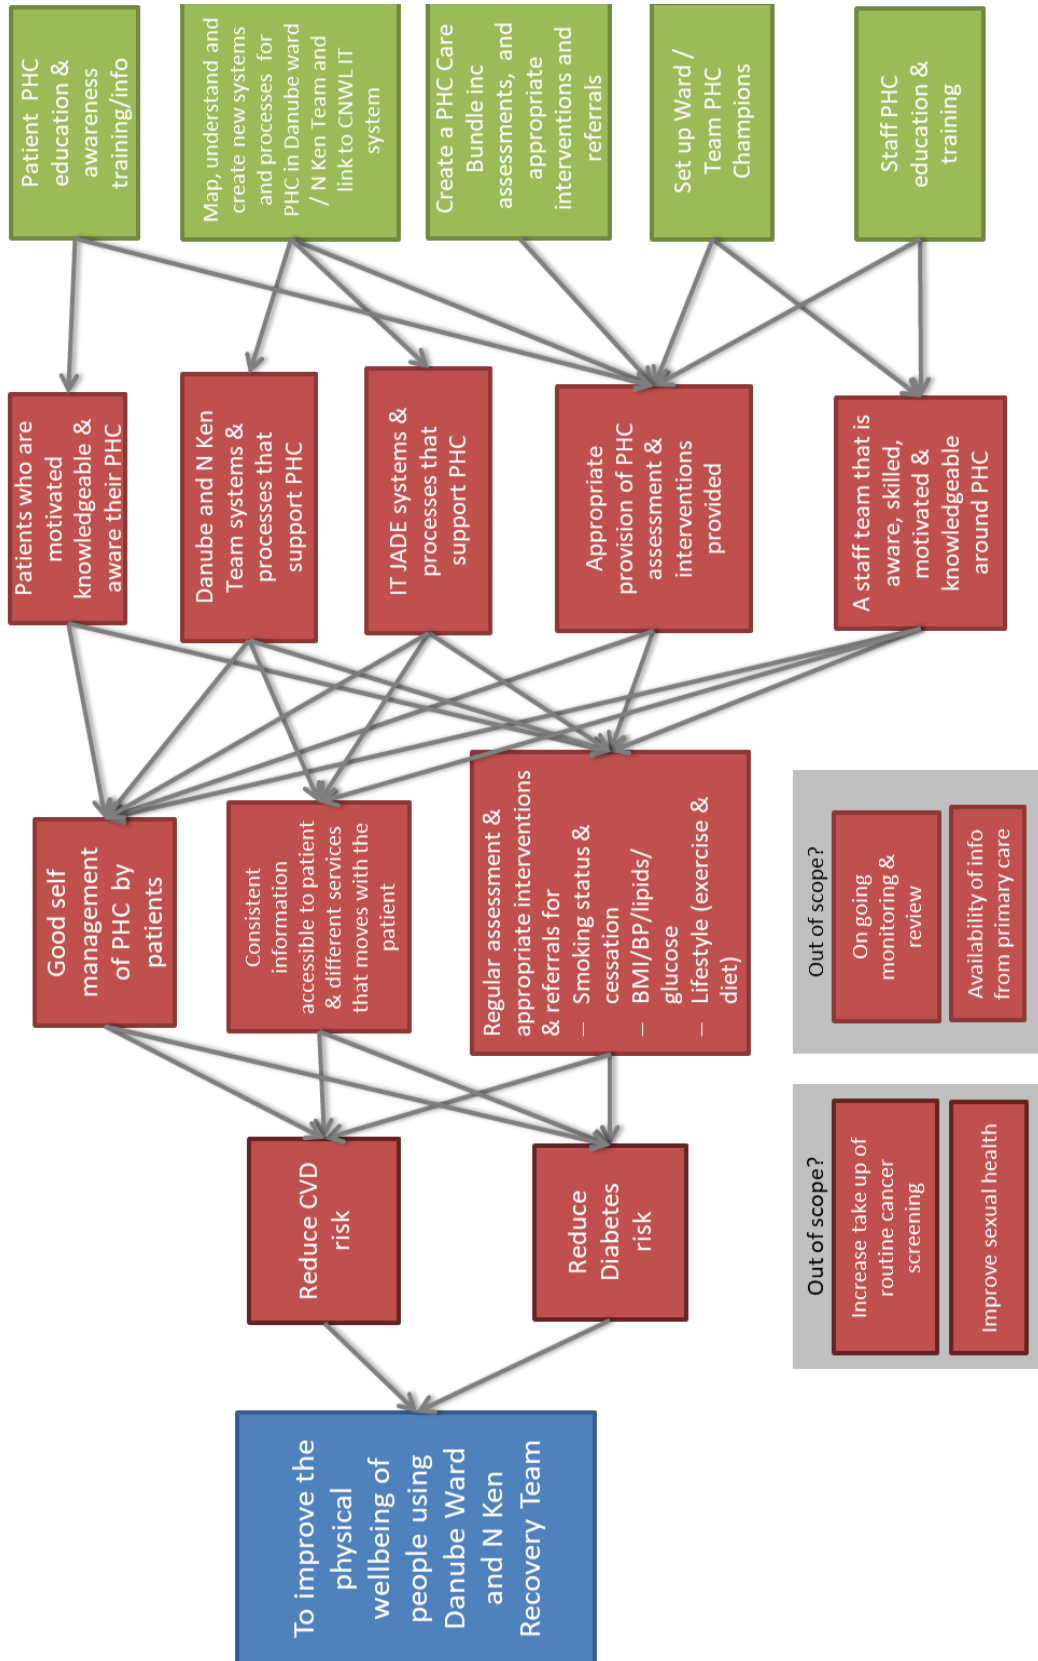 To improve the
physical
wellbeing of
people using
Danube Ward
and N Ken
Recovery Team
Reduce CVD
risk
Reduce
Diabetes
risk
Good self
management
of PHC by
patients
Consistent
information
accessible to patient
& different services
that moves with the
patient
Regular assessment &
appropriate interventions
& referrals for
– Smoking status &
cessation
– BMI/BP/lipids/
glucose
– Lifestyle (exercise &
diet)
Patients who are
motivated
knowledgeable &
aware their PHC
Danube and N Ken
Team systems &
processes that
support PHC
IT JADE systems &
processes that
support PHC
Appropriate
provision of PHC
assessment &
interventions
provided
A staff team that is
aware, skilled,
motivated &
knowledgeable
around PHC
Patient PHC
education &
awareness
training/info
Map, understand and
create new systems
and processes for
PHC in Danube ward
/ N Ken Team and
link to CNWL IT
system
Create a PHC Care
Bundle inc
assessments, and
appropriate
interventions and
referrals
Set up Ward /
Team PHC
Champions
Staff PHC
education &
training
Out of scope?
Increase take up of
routine cancer
screening
Improve sexual health
Out of scope?
On going
monitoring &
review
Availability of info
from primary care